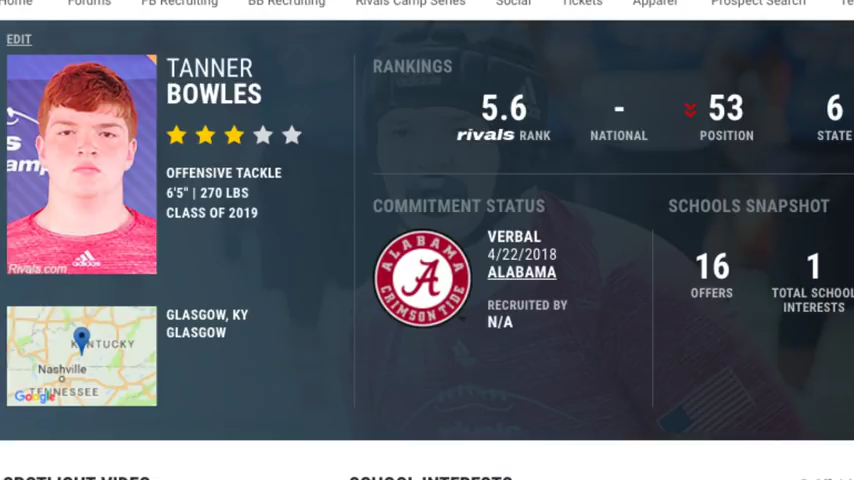 Home Forums FB Recruiting BB Recruiting Rivals Camp Series Social Tickets Apparel Prospect Search
EDIT
TANNER
BOWLES
OFFENSIVE TACKLE
6'5" | 270 LBS
CLASS OF 2019
adidas
Rivals.com
GLASGOW, KY
GLASGOW
KENTUCKY
Nashville
TENNESSEE
Google
RANKINGS
5.6
rivals RANK
-
NATIONAL
53
POSITION
6
STATE
COMMITMENT STATUS
ALABAMA
A
CRIMSON TIDE
VERBAL
4/22/2018
ALABAMA
RECRUITED BY
N/A
SCHOOLS SNAPSHOT
16
OFFERS
1
TOTAL SCHOOL
INTERESTS
SPOTLIGHT VIDEO
SCHOOL INTERESTS